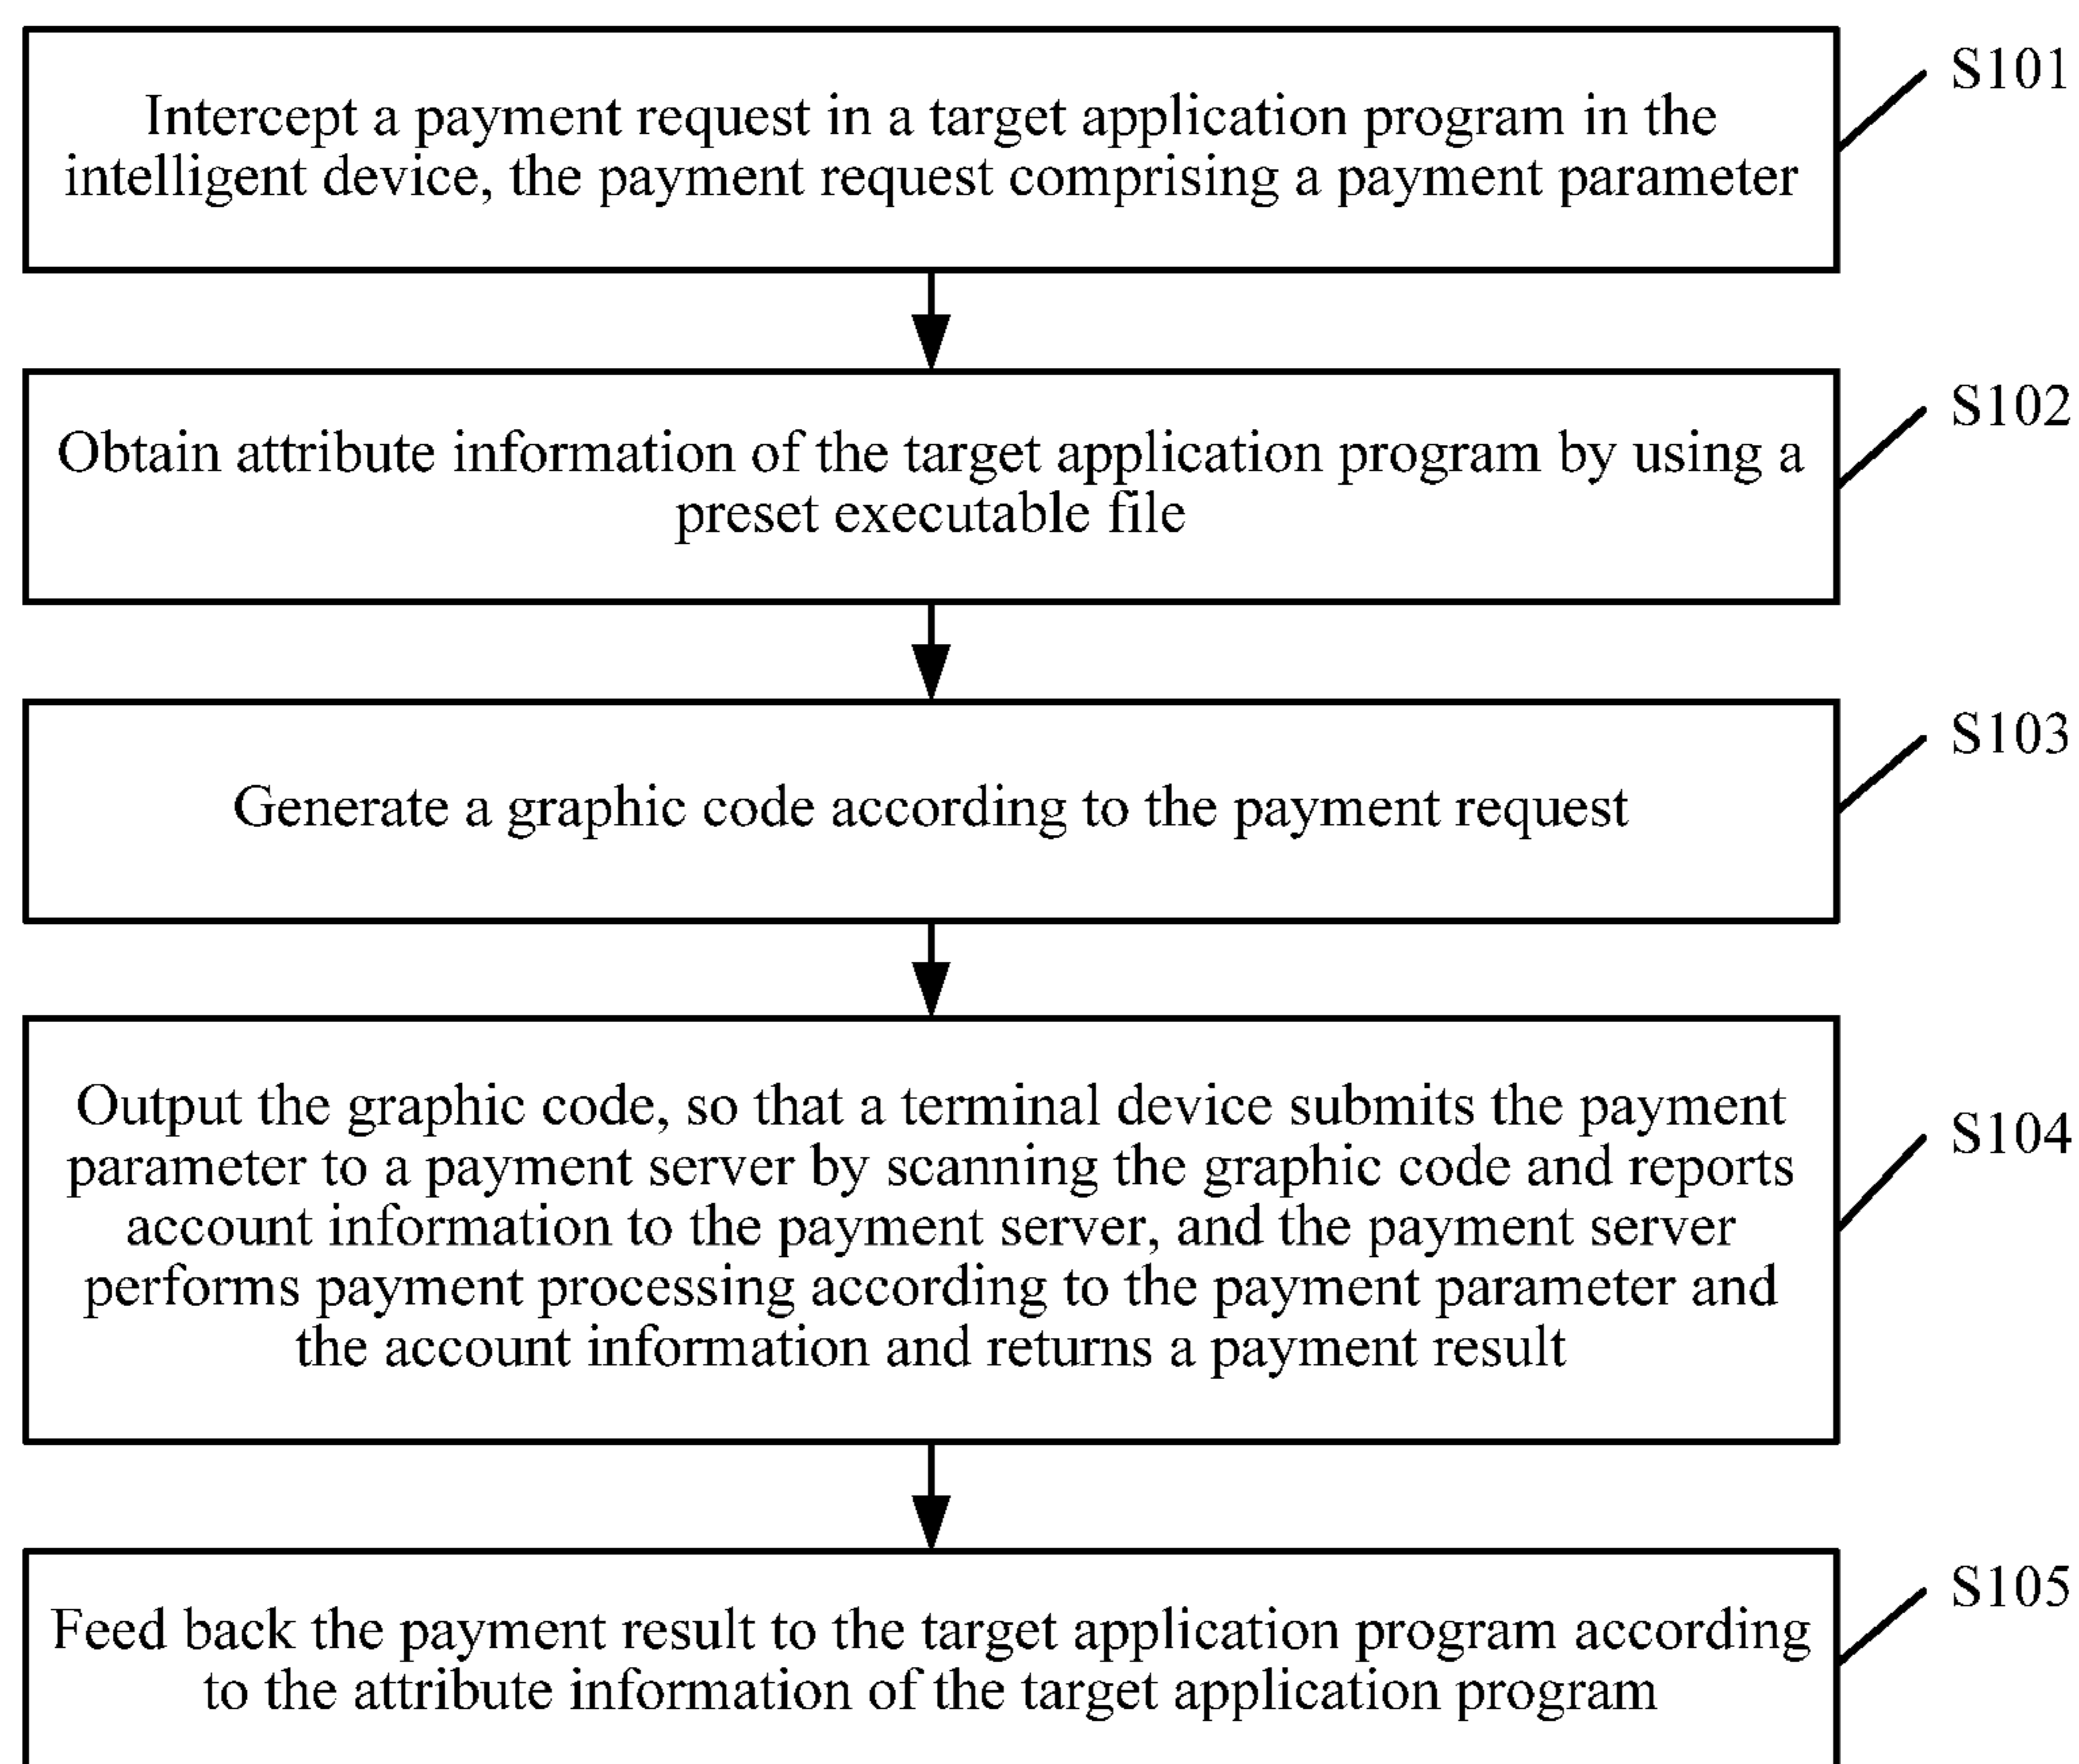 Intercept a payment request in a target application program in the
intelligent device, the payment request comprising a payment parameter
S101
Obtain attribute information of the target application program by using a
preset executable file
S102
Generate a graphic code according to the payment request
S103
Output the graphic code, so that a terminal device submits the payment
parameter to a payment server by scanning the graphic code and reports
account information to the payment server, and the payment server
performs payment processing according to the payment parameter and
the account information and returns a payment result
S104
Feed back the payment result to the target application program according
to the attribute information of the target application program
S105